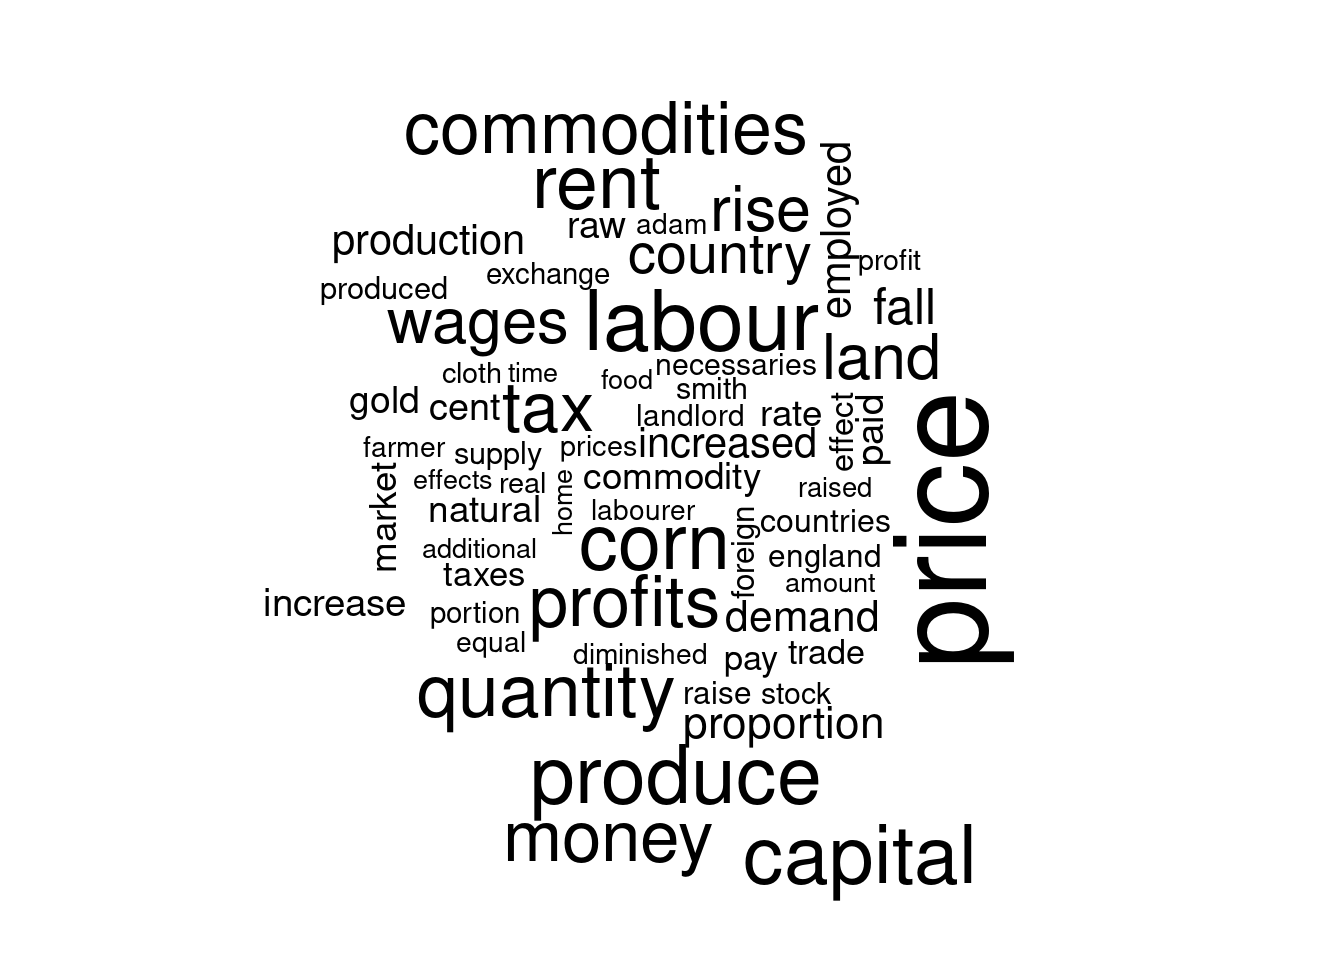 commodities
rent
employed
rise
raw
adam
production
country
profit
exchange
produced
fall
labour
wages
land
necessaries
cloth
time
food
smith
gold
cent
tax
landlord
rate
effect
paid
price
farmer
supply
prices
increased
market
effects
real
home
commodity
raised
natural
labourer
foreign
countries
corn
additional
england
taxes
amount
increase
portion
profits
demand
equal
diminished
pay
trade
quantity
raise
stock
proportion
produce
money
capital